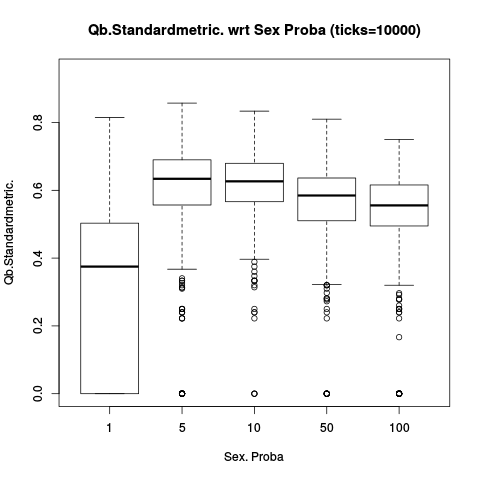 Qb.Standardmetric. wrt Sex Proba (ticks=10000)
Qb.Standardmetric.
0.8
0.6
0.4
0.2
0.0
1 5 10 50 100
Sex. Proba